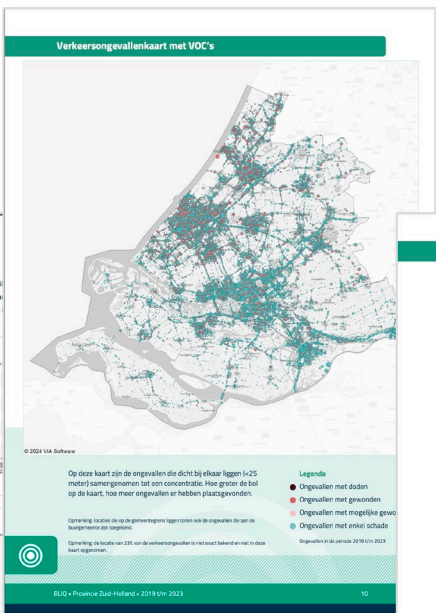 Verkeersongevallenkaart met VOC's
© 2024 VIA Software
Op deze kaart zijn de ongevallen die dicht bij elkaar liggen (<25
meter) samengenomen tot een concentratie. Hoe groter de bol
op de kaart, hoe meer ongevallen er hebben plaatsgevonden.
Opmerking: locaties die op de gemeentegrens liggen tonen ook de ongevallen die aan de
buurgemeente zijn toegekend.
Opmerking: de locatie van 23% van de verkeersongevallen is niet exact bekend en niet in deze
kaart opgenomen.
Legenda
Ongevallen met doden
Ongevallen met gewonden
Ongevallen met mogelijke gewo
Ongevallen met enkel schade
Ongevallen in de periode 2019 t/m 2023
BLIQ • Provincie Zuid-Holland • 2019 t/m 2023
10